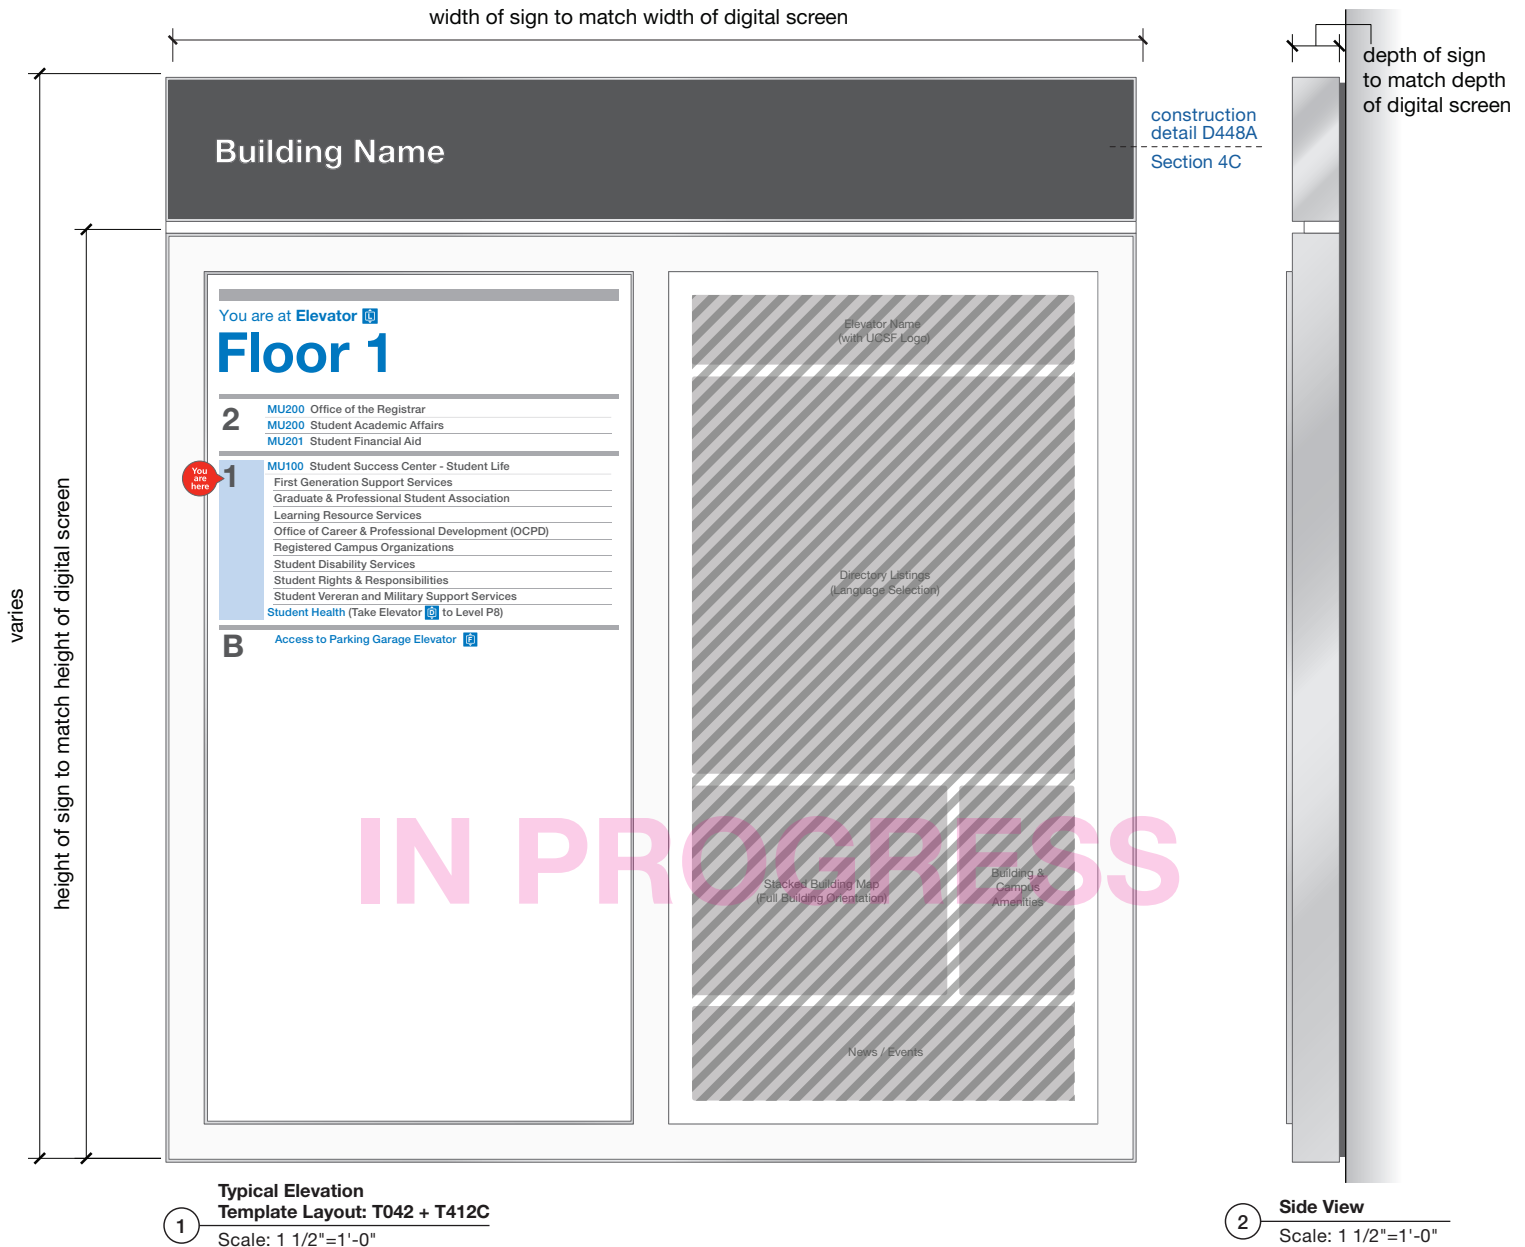 width of sign to match width of digital screen
depth of sign
to match depth
of digital screen
Building Name
construction
detail D448A
Section 4C
varies
height of sign to match height of digital screen
You are at Elevator L
Floor 1
2
MU200 Office of the Registrar
MU200 Student Academic Affairs
MU201 Student Financial Aid
You
are
here
1
MU100 Student Success Center - Student Life
First Generation Support Services
Graduate & Professional Student Association
Learning Resource Services
Office of Career & Professional Development (OCPD)
Registered Campus Organizations
Student Disability Services
Student Rights & Responsibilities
Student Vereran and Military Support Services
Student Health (Take Elevator to Level P8)
B
Access to Parking Garage Elevator F
Elevator Name
(with UCSF Logo)
Directory Listings
(Language Selection)
Stacked Building Map
(Full Building Orientation)
Building &
Campus
Amenities
News / Events
IN PROGRESS
1
Typical Elevation
Template Layout: T042 + T412C
Scale: 1 1/2"=1'-0"
2
Side View
Scale: 1 1/2"=1'-0"